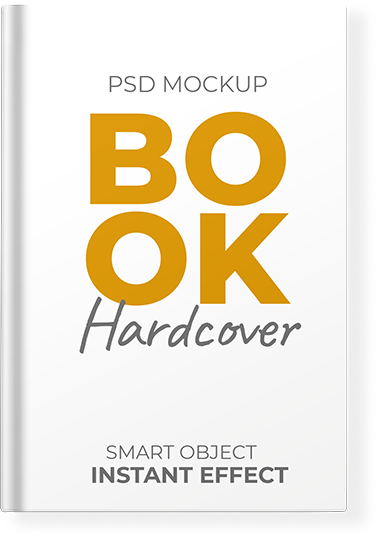 PSD MOCKUP
BO
OK
Hardcover
SMART OBJECT
INSTANT EFFECT